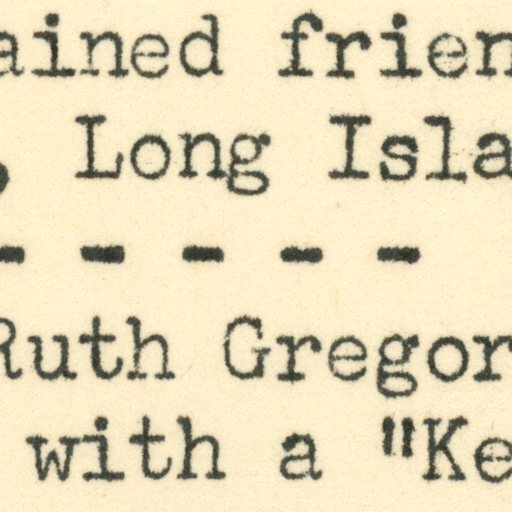 ained frien
, Long Isla
- - - - -
Ruth Gregor
with a "Ke